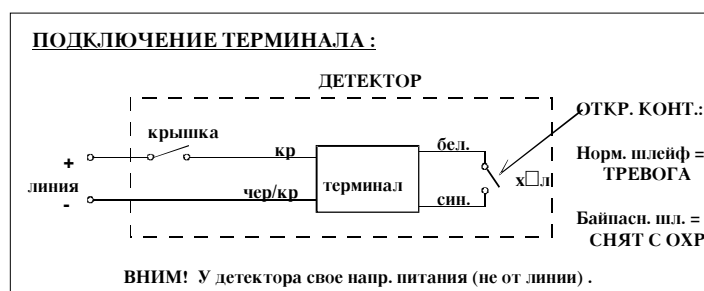 ПОДКЛЮЧЕНИЕ ТЕРМИНАЛА :
ДЕТЕКТОР
крышка
+
кр
бел.
ОТКР. КОНТ.:
линия
-
чер/кр
терминал
син.
х□л
Норм. шлейф =
ТРЕВОГА
Байпасн. шл. =
СНЯТ С ОХР
ВНИМ! У детектора свое напр. питания (не от линии) .